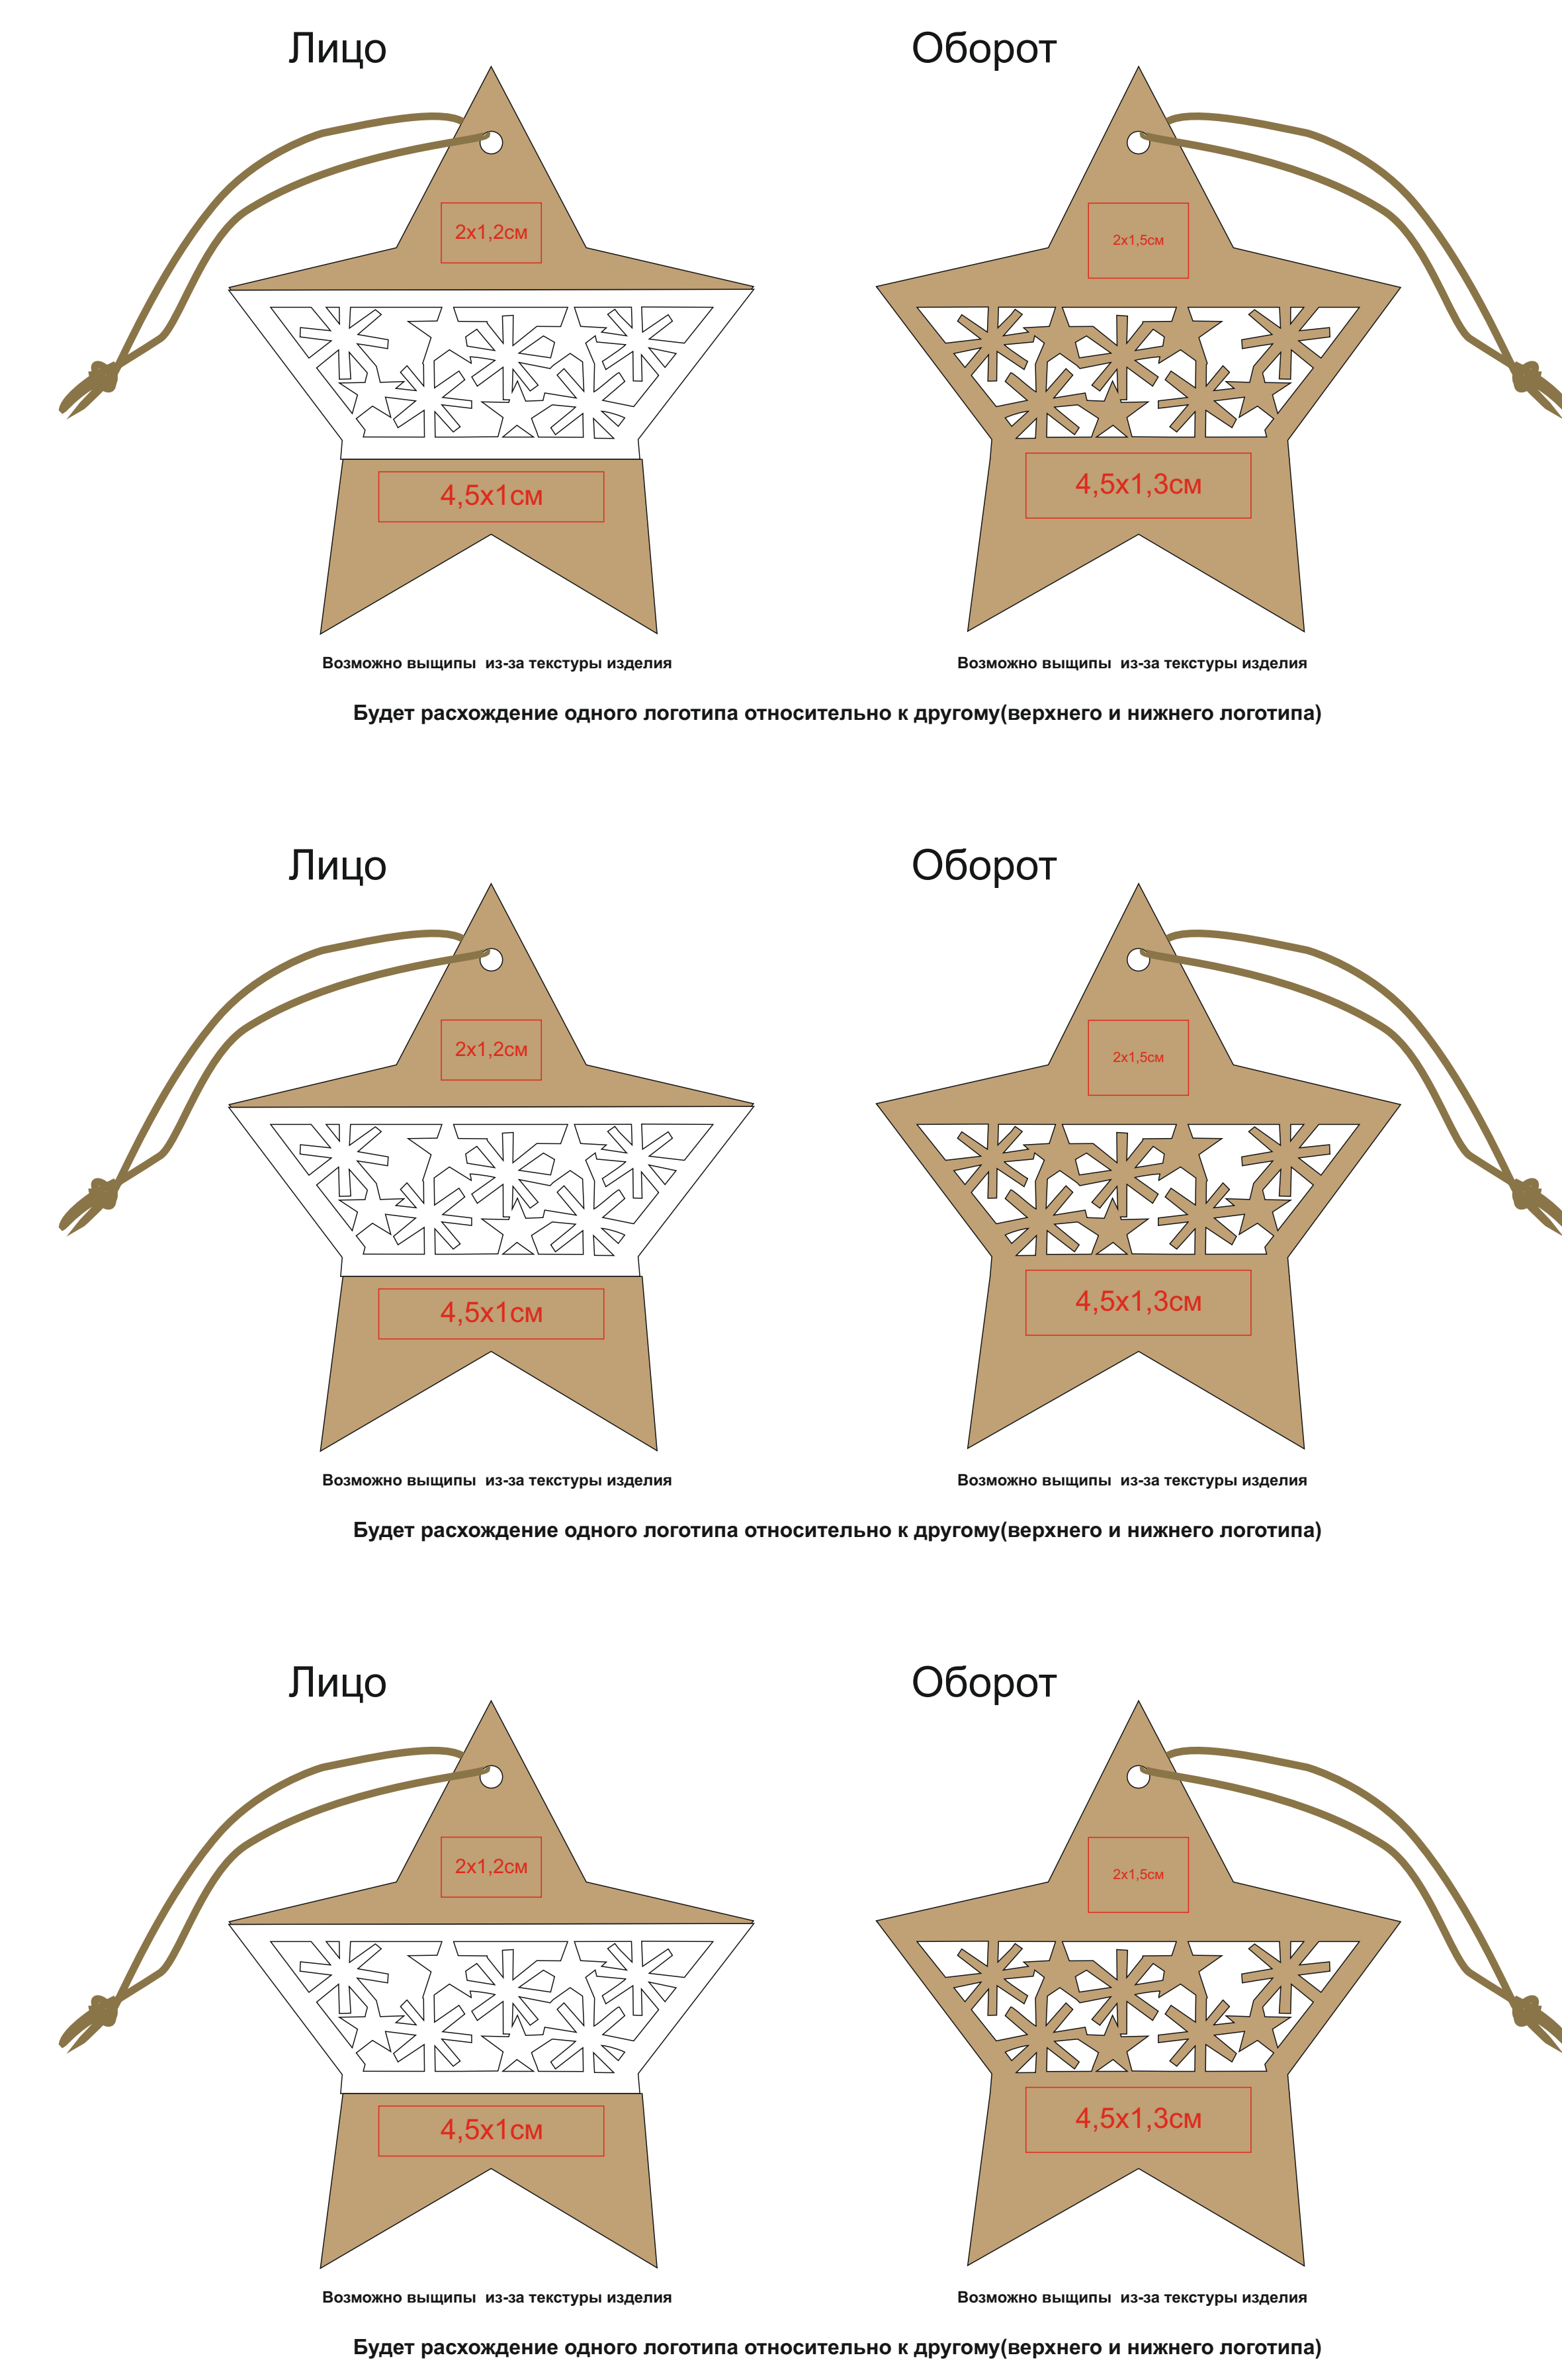 Лицо
Оборот
2х1,2см
2х1,5см
4,5х1см
4,5х1,3см
Возможно выщипы  из-за текстуры изделия
Возможно выщипы  из-за текстуры изделия
Будет расхождение одного логотипа относительно к другому(верхнего и нижнего логотипа)
Лицо
Оборот
2х1,2см
2х1,5см
4,5х1см
4,5х1,3см
Возможно выщипы  из-за текстуры изделия
Возможно выщипы  из-за текстуры изделия
Будет расхождение одного логотипа относительно к другому(верхнего и нижнего логотипа)
Лицо
Оборот
2х1,2см
2х1,5см
4,5х1см
4,5х1,3см
Возможно выщипы  из-за текстуры изделия
Возможно выщипы  из-за текстуры изделия
Будет расхождение одного логотипа относительно к другому(верхнего и нижнего логотипа)